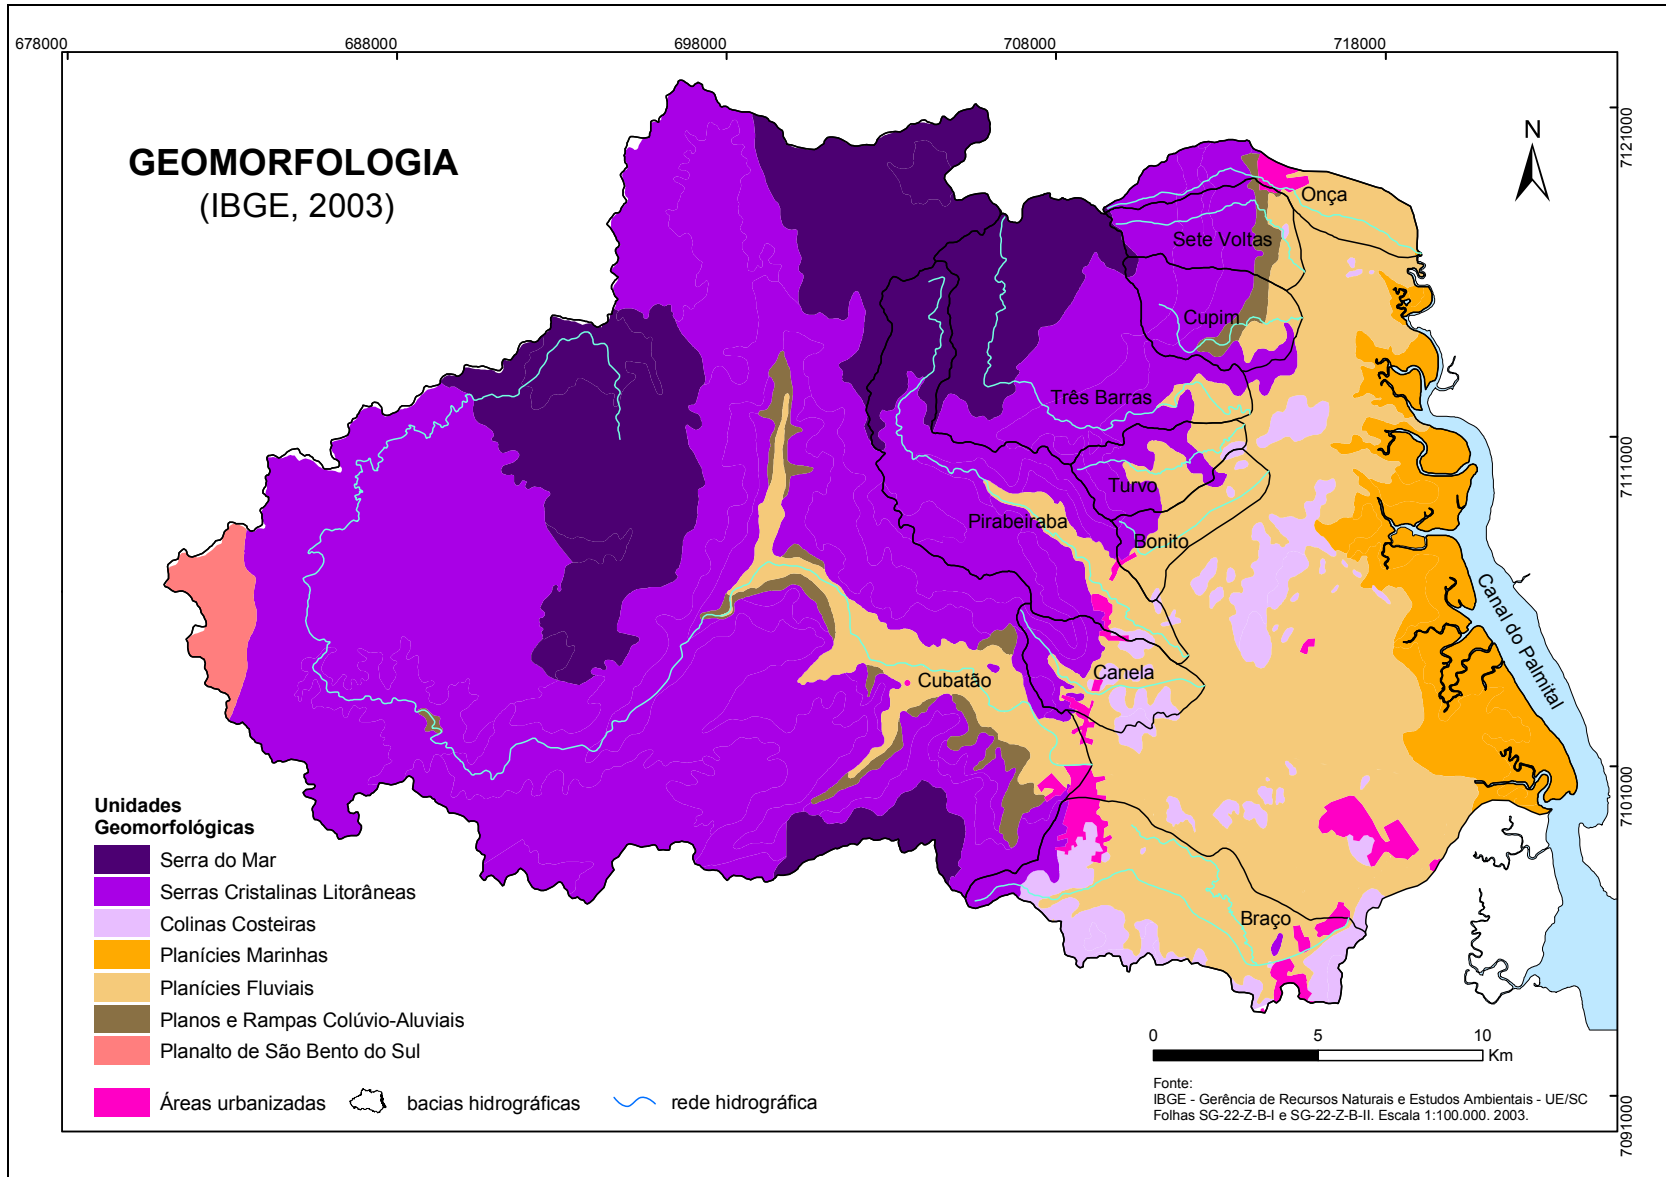 678000
688000
698000
708000
718000
GEOMORFOLOGIA
(IBGE, 2003)
N
7121000
7111000
7101000
7091000
Onça
Sete Voltas
Cupim
Três Barras
Turvo
Pirabeiraba
Bonito
Canela
Cubatão
Braço
Canal do Palmital
Unidades
Geomorfológicas
Serra do Mar
Serras Cristalinas Litorâneas
Colinas Costeiras
Planícies Marinhas
Planícies Fluviais
Planos e Rampas Colúvio-Aluviais
Planalto de São Bento do Sul
Áreas urbanizadas
bacias hidrográficas
rede hidrográfica
0 5 10
Km
Fonte:
IBGE - Gerência de Recursos Naturais e Estudos Ambientais - UE/SC
Folhas SG-22-Z-B-I e SG-22-Z-B-II. Escala 1:100.000. 2003.